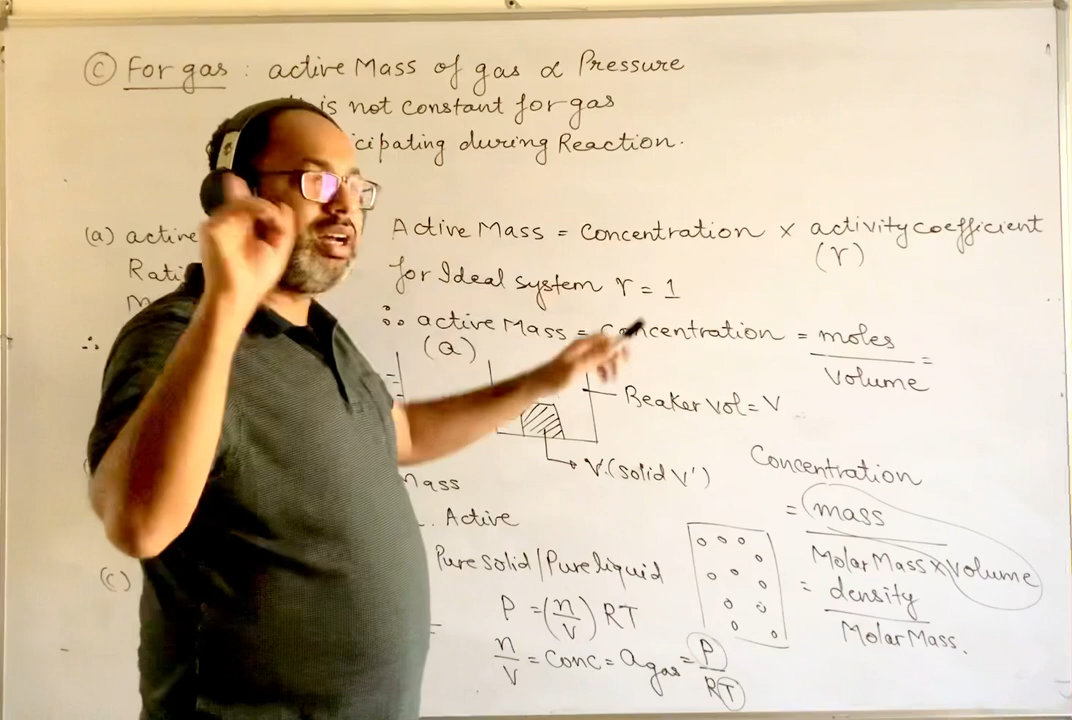 Ⓒ For gas : active Mass of gas α Pressure
is not constant for gas
cipating during Reaction.
(a) active
Rati
M
∴
Active Mass = Concentration × activity coefficient
(r)
for Ideal system r = 1
∴ active Mass = Concentration = moles / Volume =
(a)
Beaker Vol = V
V.(solid V')
Mass
Active
(c)
Pure solid/Pure liquid
P = (n/V) RT
n/V = Conc = a gas = P/RT
Concentration
= mass / Molar Mass × Volume
= density / Molar Mass.